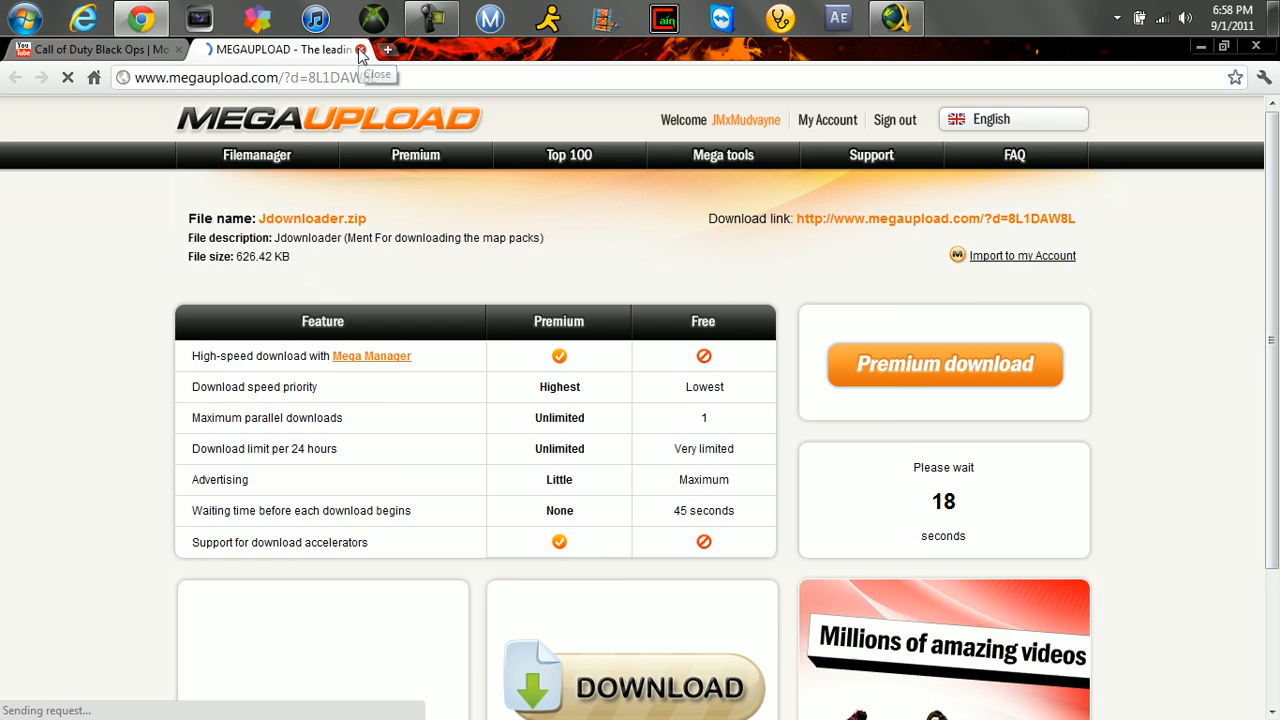 6:58 PM
9/1/2011
Call of Duty Black Ops | Mo
MEGAUPLOAD - The leadin
Close
www.megaupload.com/?d=8L1DAW
MEGAUPLOAD
Welcome JMxMudvayne
My Account
Sign out
English
Filemanager
Premium
Top 100
Mega tools
Support
FAQ
File name: Jdownloader.zip
Download link: http://www.megaupload.com/?d=8L1DAW8L
File description: Jdownloader (Ment For downloading the map packs)
File size: 626.42 KB
Import to my Account
Feature Premium Free
High-speed download with Mega Manager
Download speed priority Highest Lowest
Maximum parallel downloads Unlimited 1
Download limit per 24 hours Unlimited Very limited
Advertising Little Maximum
Waiting time before each download begins None 45 seconds
Support for download accelerators
Premium download
Please wait
18
seconds
DOWNLOAD
Millions of amazing videos
Sending request...
You Tube
AE
Caín
M